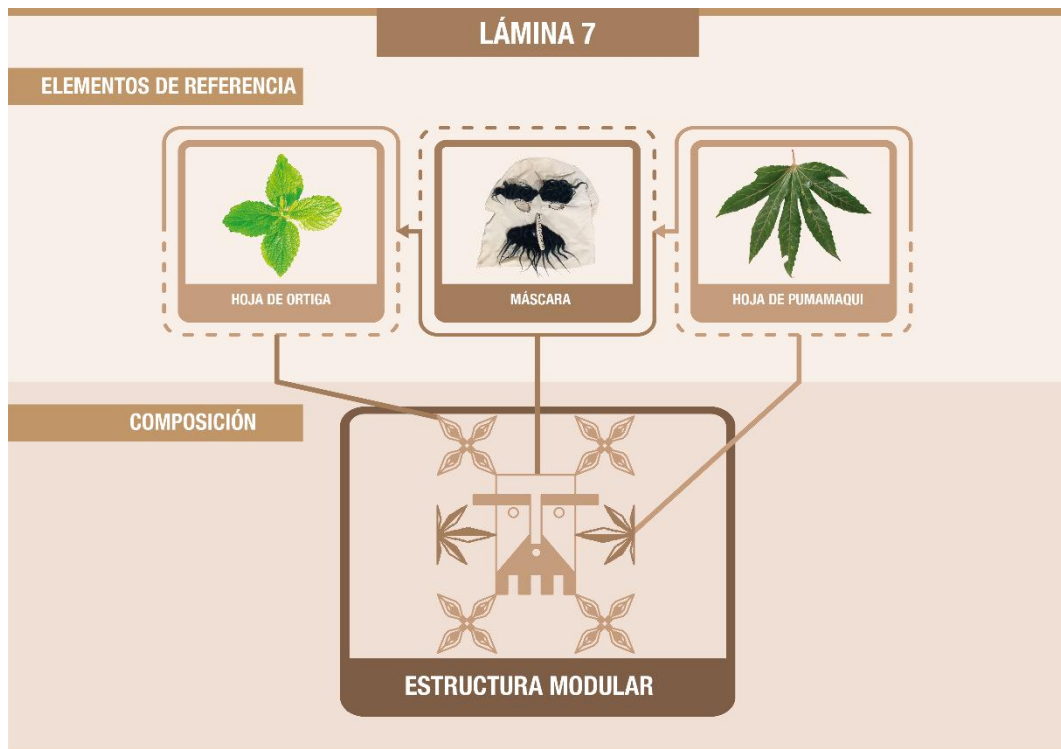 LÁMINA 7
ELEMENTOS DE REFERENCIA
HOJA DE ORTIGA
MÁSCARA
HOJA DE PUMAMAQUI
COMPOSICIÓN
ESTRUCTURA MODULAR